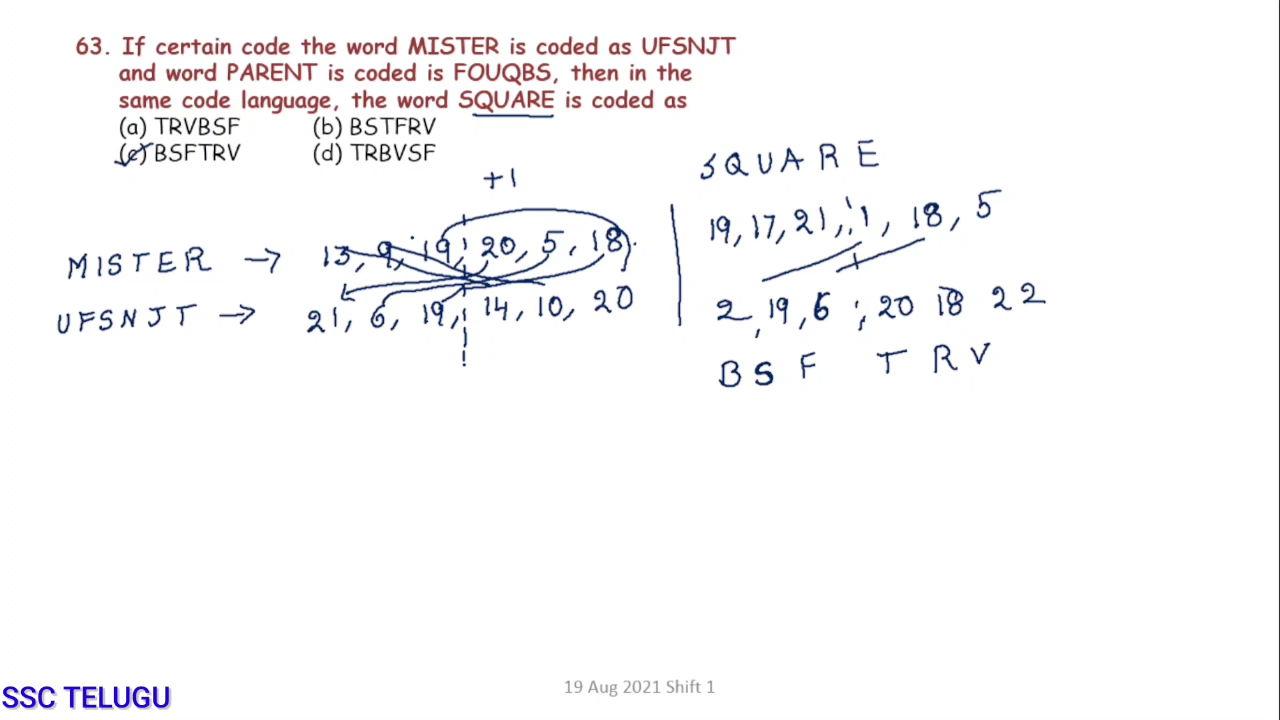 63. If certain code the word MISTER is coded as UFSNJT
and word PARENT is coded is FOUQBS, then in the
same code language, the word SQUARE is coded as
(a) TRVBSF (b) BSTFRV
(c) BSFTRV (d) TRBVSF
+1
MISTER → 13, 9, 19, 20, 5, 18
UFSNJT → 21, 6, 19, 14, 10, 20
SQUARE
19, 17, 21, 1, 18, 5
2, 19, 6, 20 18 22
BSF TRV
19 Aug 2021 Shift 1
SSC TELUGU